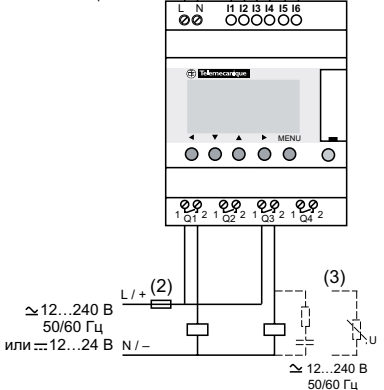 L N I1 I2 I3 I4 I5 I6
Telemecanique
MENU
1 Q1 2 1 Q2 2 1 Q3 2 1 Q4 2
L / + (2)
(3)
≃ 12…240 В
50/60 Гц
или ⎓ 12…24 В N / –
U
≃ 12…240 В
50/60 Гц